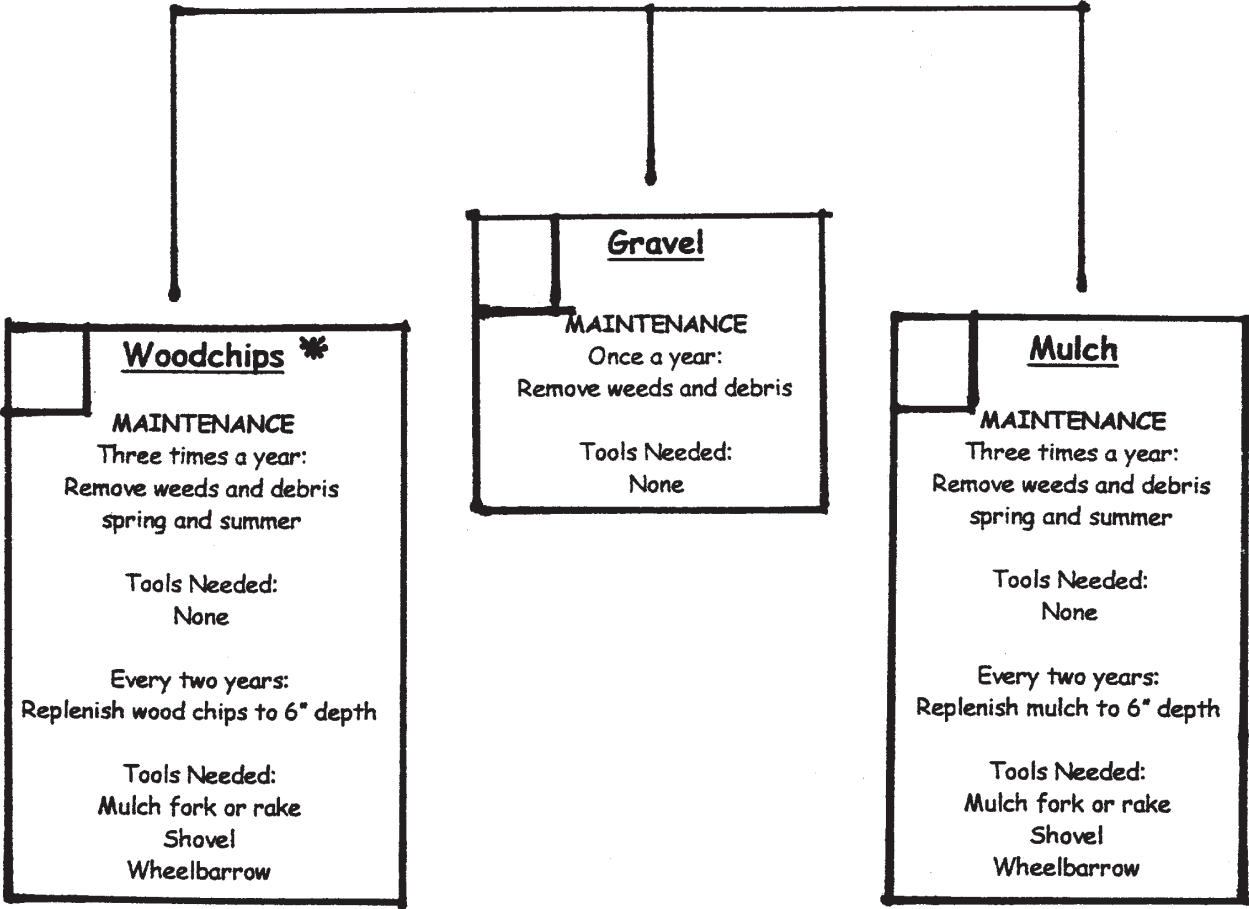 Woodchips *
MAINTENANCE
Three times a year:
Remove weeds and debris
spring and summer
Tools Needed:
None
Every two years:
Replenish wood chips to 6" depth
Tools Needed:
Mulch fork or rake
Shovel
Wheelbarrow
Gravel
MAINTENANCE
Once a year:
Remove weeds and debris
Tools Needed:
None
Mulch
MAINTENANCE
Three times a year:
Remove weeds and debris
spring and summer
Tools Needed:
None
Every two years:
Replenish mulch to 6" depth
Tools Needed:
Mulch fork or rake
Shovel
Wheelbarrow